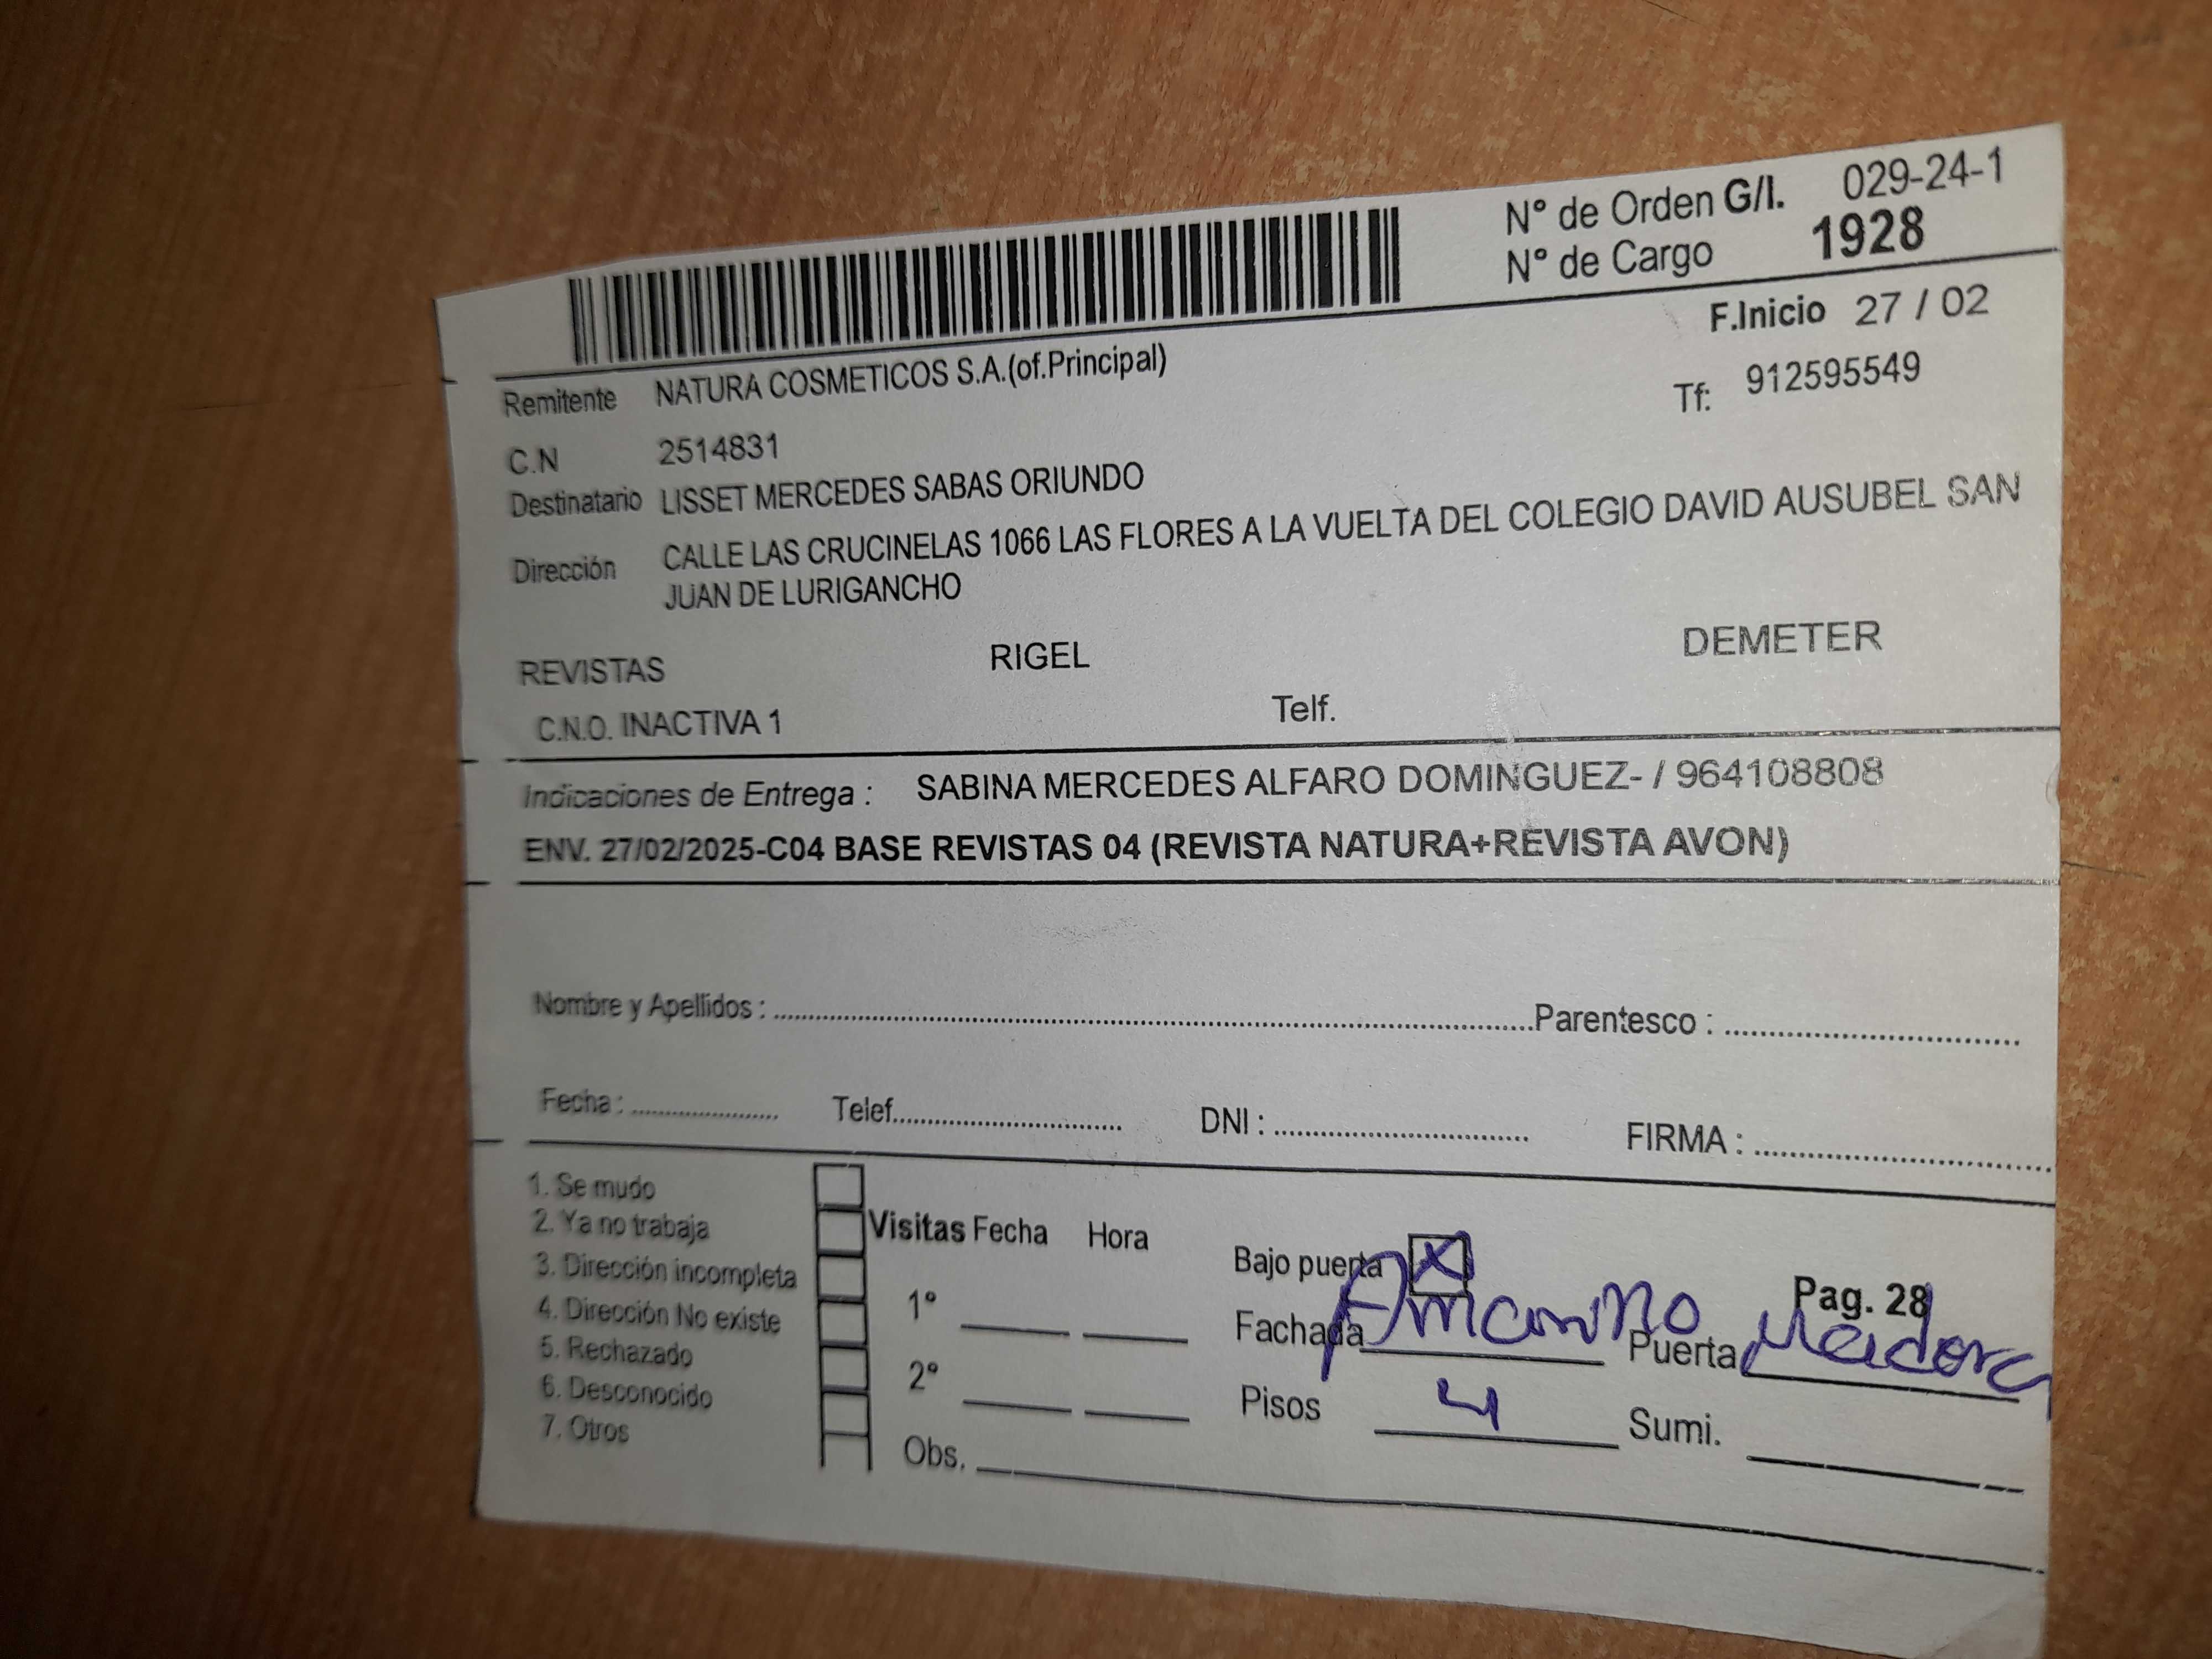 N° de Orden G/I. 029-24-1
N° de Cargo 1928
F.Inicio 27 / 02
Remitente NATURA COSMETICOS S.A.(of.Principal)
Tf: 912595549
C.N 2514831
Destinatario LISSET MERCEDES SABAS ORIUNDO
Dirección CALLE LAS CRUCINELAS 1066 LAS FLORES A LA VUELTA DEL COLEGIO DAVID AUSUBEL SAN
JUAN DE LURIGANCHO
REVISTAS RIGEL DEMETER
C.N.O. INACTIVA 1 Telf.
Indicaciones de Entrega : SABINA MERCEDES ALFARO DOMINGUEZ- / 964108808
ENV. 27/02/2025-C04 BASE REVISTAS 04 (REVISTA NATURA+REVISTA AVON)
Nombre y Apellidos : Parentesco :
Fecha : Telef. DNI : FIRMA :
1. Se mudo
2. Ya no trabaja
3. Dirección incompleta
4. Dirección No existe
5. Rechazado
6. Desconocido
7. Otros
Visitas Fecha Hora
1°
2°
Obs.
Bajo puerta X
Pag. 28
Fachada Puerta
Pisos 4 Sumi.